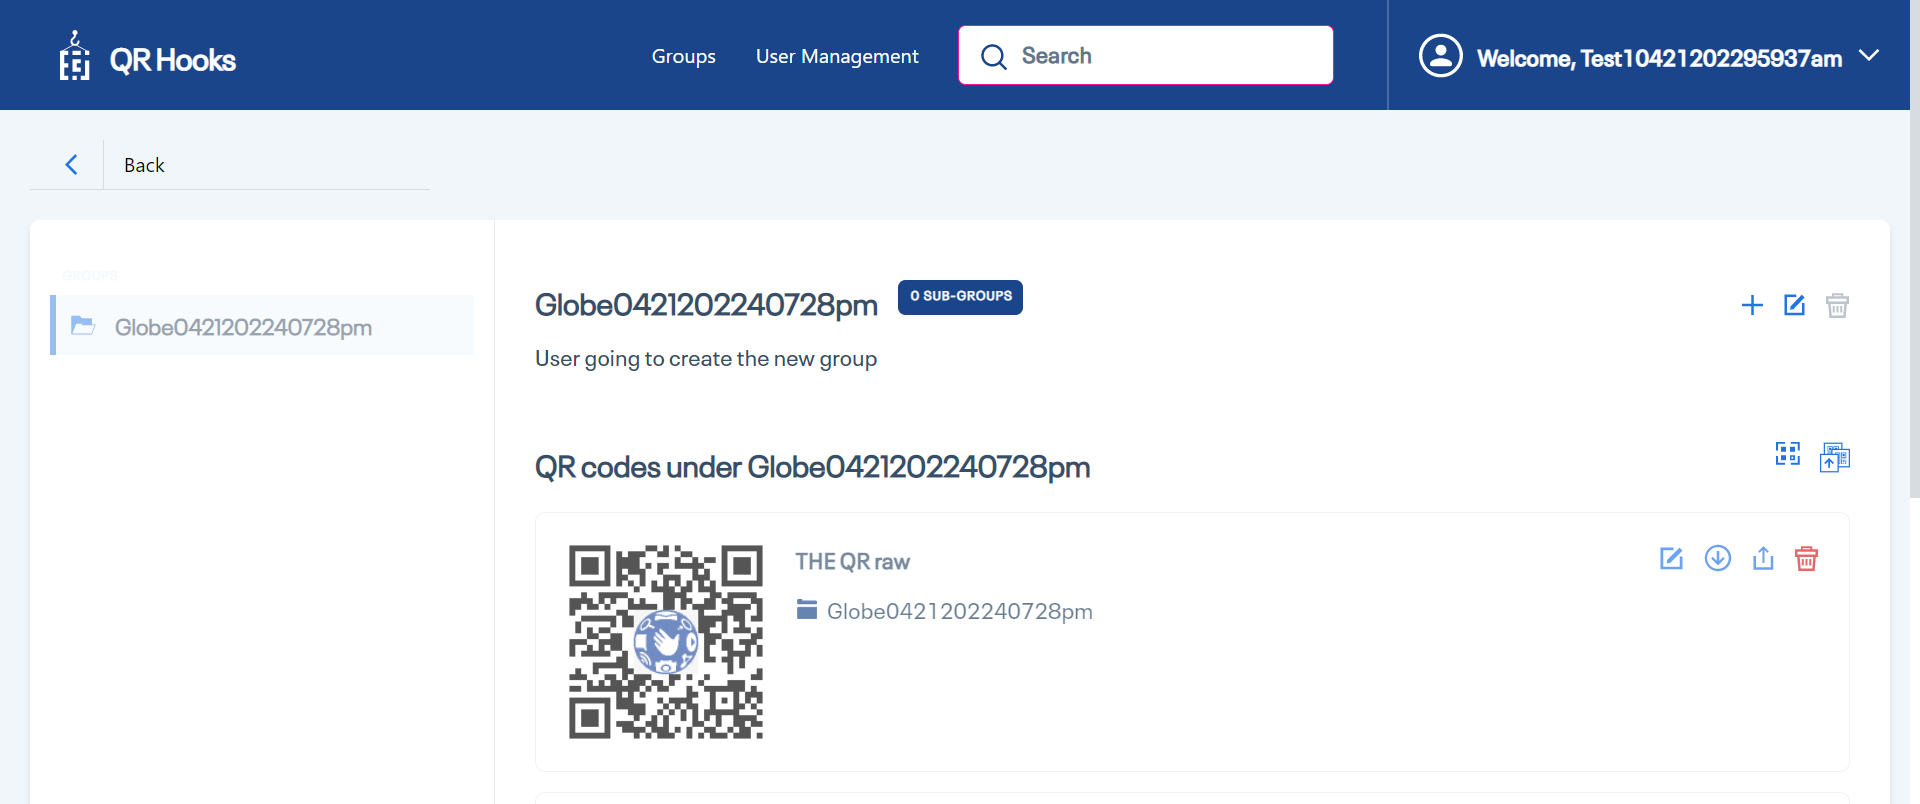 QR Hooks
Groups
User Management
Search
Welcome, Test10421202295937am
Back
GROUPS
Globe0421202240728pm
Globe0421202240728pm
0 SUB-GROUPS
User going to create the new group
QR codes under Globe0421202240728pm
THE QR raw
Globe0421202240728pm